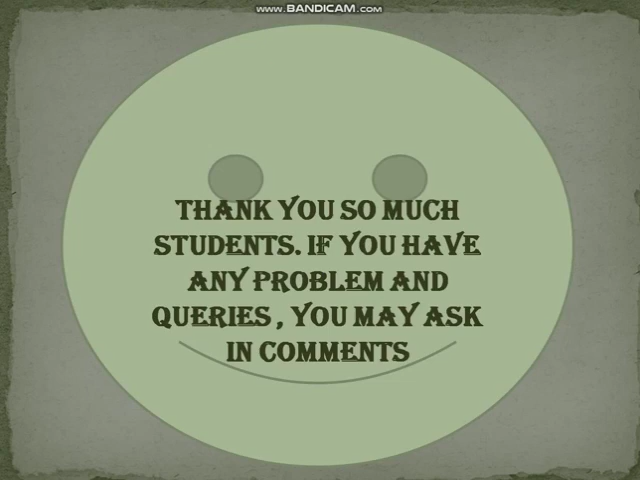 www.BANDICAM.com
THANK YOU SO MUCH
STUDENTS. IF YOU HAVE
ANY PROBLEM AND
QUERIES , YOU MAY ASK
IN COMMENTS